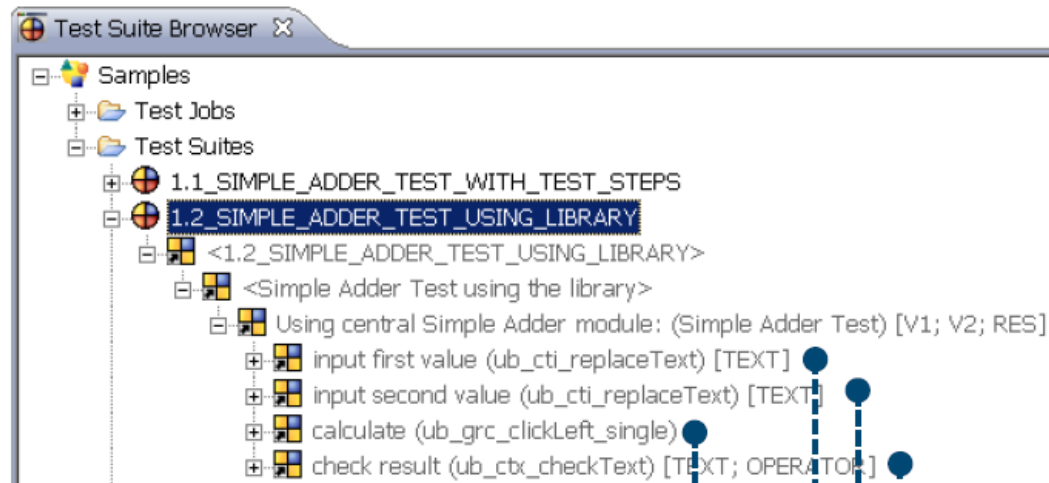 Test Suite Browser
Samples
Test Jobs
Test Suites
1.1_SIMPLE_ADDER_TEST_WITH_TEST_STEPS
1.2_SIMPLE_ADDER_TEST_USING_LIBRARY
<1.2_SIMPLE_ADDER_TEST_USING_LIBRARY>
<Simple Adder Test using the library>
Using central Simple Adder module: (Simple Adder Test) [V1; V2; RES]
input first value (ub_cti_replaceText) [TEXT]
input second value (ub_cti_replaceText) [TEXT]
calculate (ub_grc_clickLeft_single)
check result (ub_ctx_checkText) [TEXT; OPERATOR]